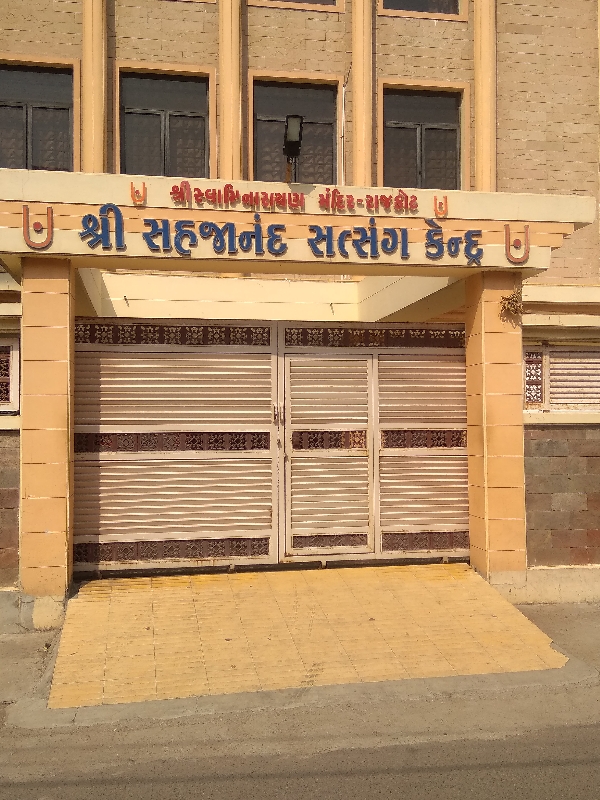 શ્રી સ્વામિનારાયણ મંદિર-રાજકોટ
શ્રી સહજાનંદ સત્સંગ કેન્દ્ર